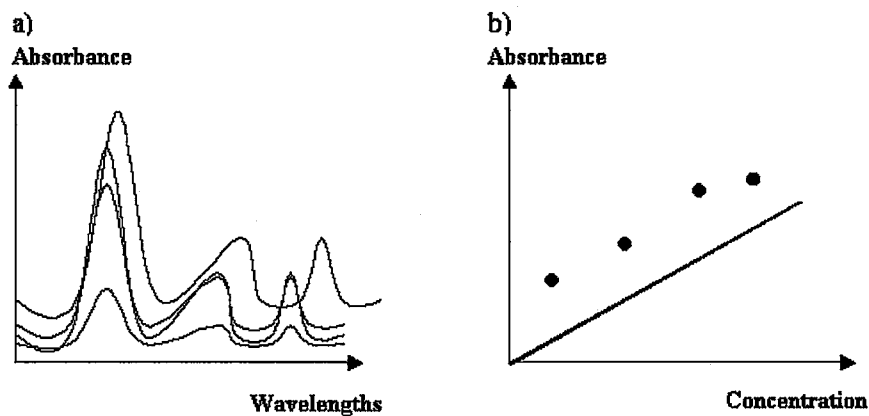 a)
Absorbance
Wavelengths
b)
Absorbance
Concentration